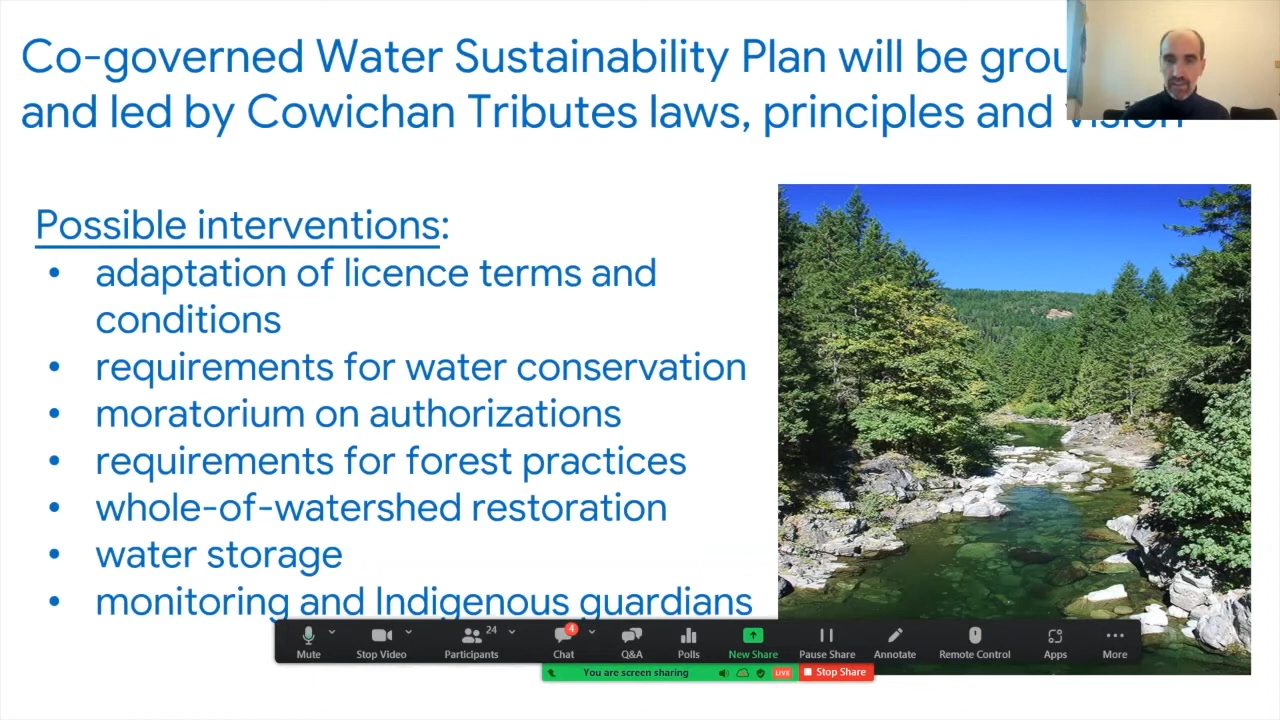 Co-governed Water Sustainability Plan will be
and led by Cowichan Tributes laws, principles and vision
Possible interventions:
• adaptation of licence terms and
conditions
• requirements for water conservation
• moratorium on authorizations
• requirements for forest practices
• whole-of-watershed restoration
• water storage
• monitoring and Indigenous guardians
Mute
Stop Video
24
Participants
4
Chat
Q&A
Polls
New Share
Pause Share
Annotate
Remote Control
Apps
More
You are screen sharing
LIVE
Stop Share